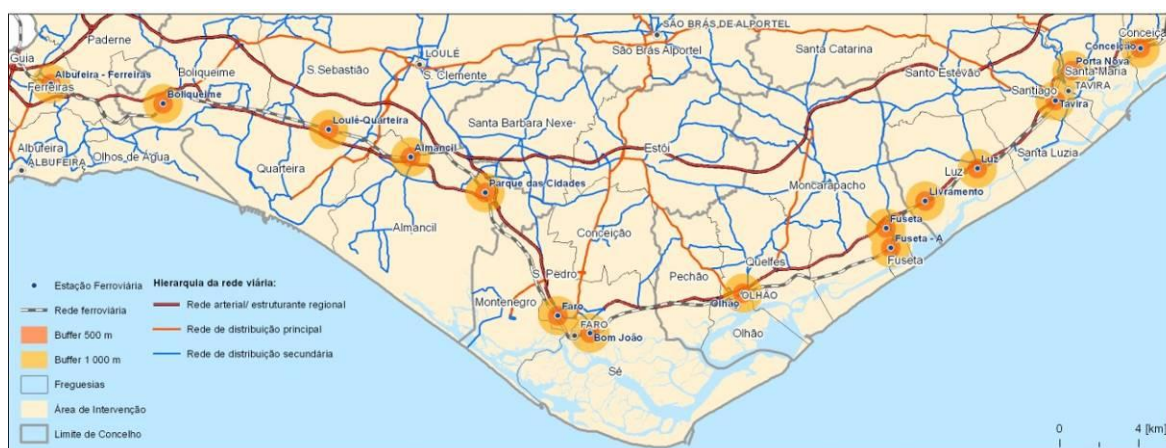 SÃO BRÁS DE ALPORTEL
Conceição
Conceição
Guia
Paderne
LOULÉ
São Brás Alportel
Santa Catarina
Porta Nova
Santa Maria
Albufeira - Ferreiras
Boliqueime
S. Sebastião
S. Clemente
Santo Estevão
TAVIRA
Ferreiras
Boliqueime
Santiago
Tavira
Loulé-Quarteira
Santa Barbara Nexe
Albufeira
Olhos de Água
Almancil
Estói
Santa Luzia
ALBUFEIRA
Quarteira
Luz
Luz
Parque das Cidades
Moncarapacho
Livramento
Almancil
Conceição
Fuseta
Fuseta - A
Quelfes
Fuseta
S. Pedro
Pechão
Montenegro
Olhão
OLHÃO
Faro
FARO
Bom João
Olhão
Sé
Estação Ferroviária
Rede ferroviária
Buffer 500 m
Buffer 1 000 m
Freguesias
Área de Intervenção
Limite de Concelho
Hierarquia da rede viária:
Rede arterial/ estruturante regional
Rede de distribuição principal
Rede de distribuição secundária
0 4 [km]